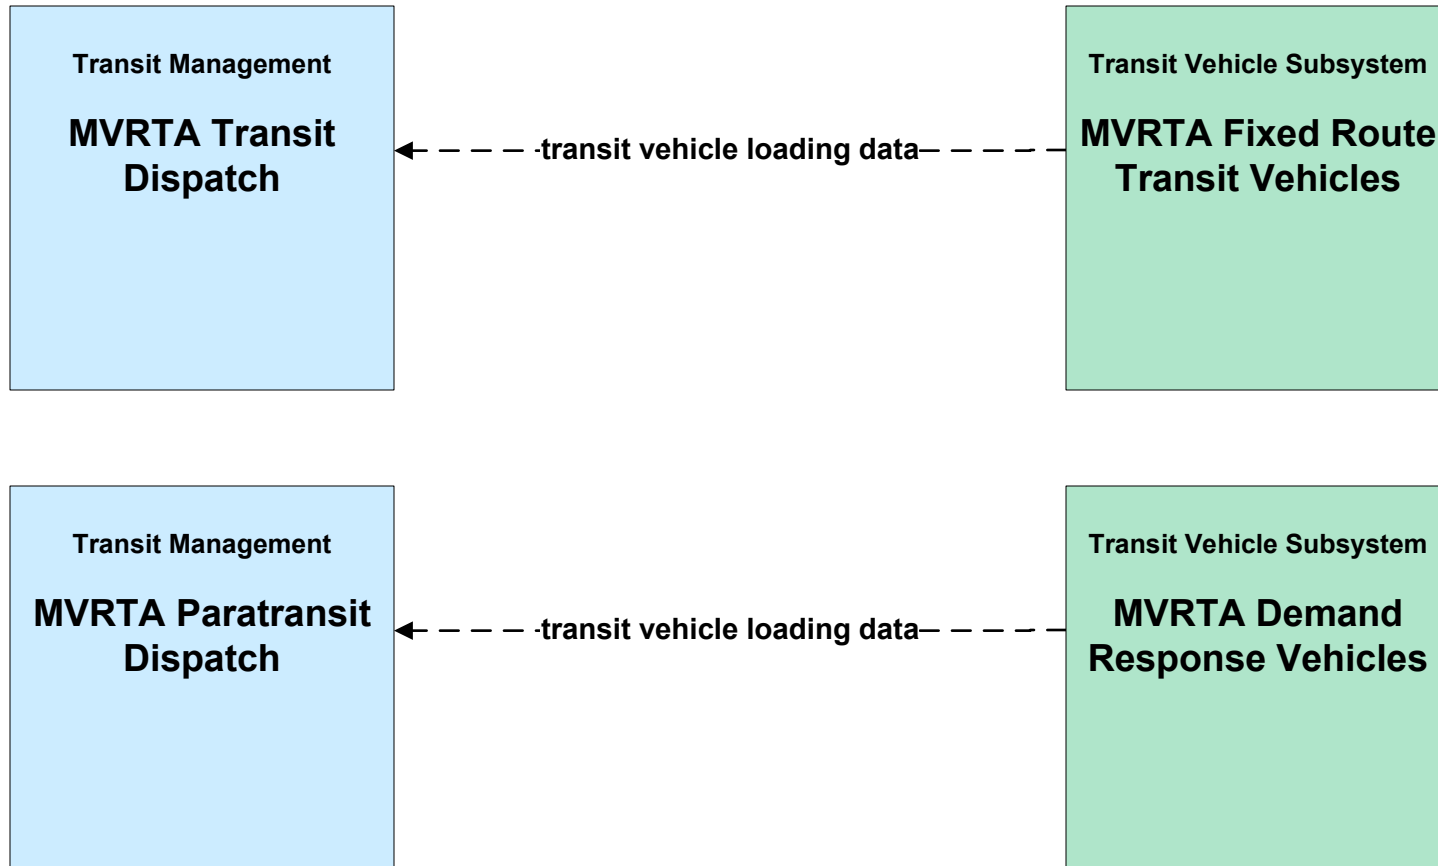 Transit Management
MVRTA Transit
Dispatch
transit vehicle loading data
Transit Vehicle Subsystem
MVRTA Fixed Route
Transit Vehicles
Transit Management
MVRTA Paratransit
Dispatch
transit vehicle loading data
Transit Vehicle Subsystem
MVRTA Demand
Response Vehicles